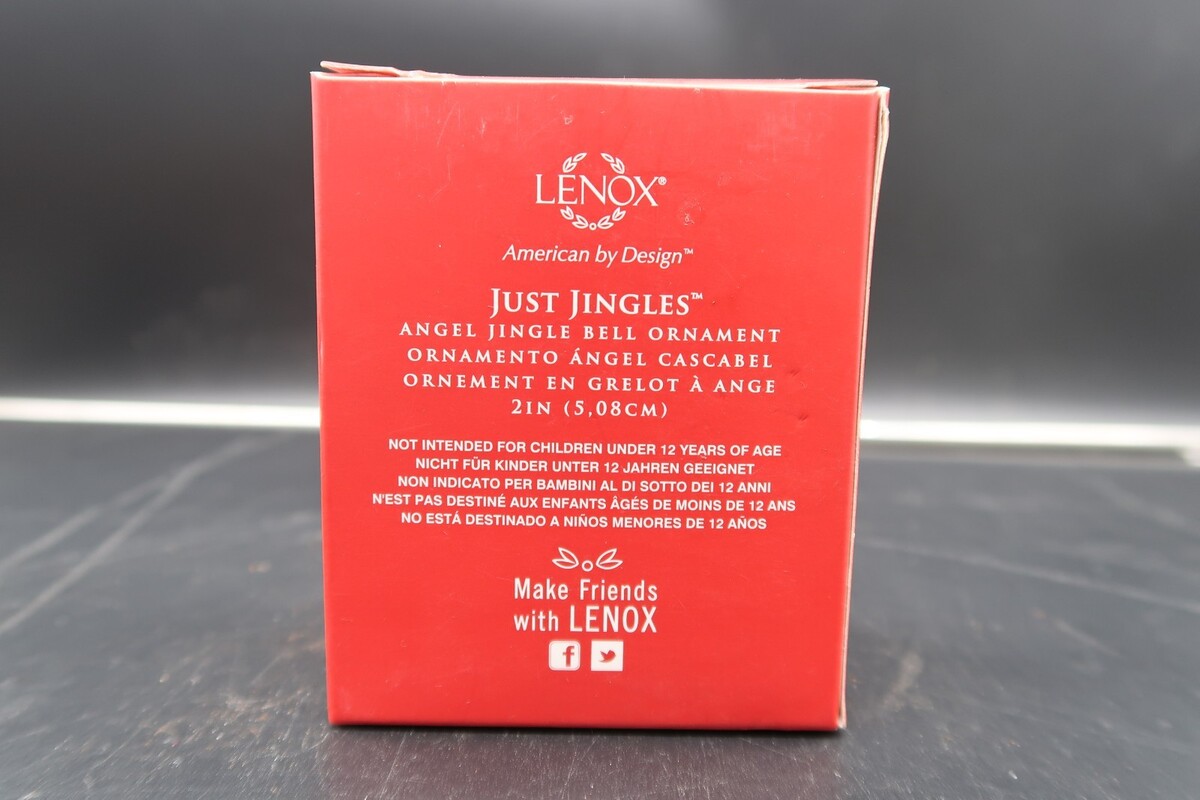 LENOX®
American by Design™
JUST JINGLES™
ANGEL JINGLE BELL ORNAMENT
ORNAMENTO ÁNGEL CASCABEL
ORNEMENT EN GRELOT À ANGE
2IN (5,08CM)
NOT INTENDED FOR CHILDREN UNDER 12 YEARS OF AGE
NICHT FÜR KINDER UNTER 12 JAHREN GEEIGNET
NON INDICATO PER BAMBINI AL DI SOTTO DEI 12 ANNI
N'EST PAS DESTINÉ AUX ENFANTS ÂGÉS DE MOINS DE 12 ANS
NO ESTÁ DESTINADO A NIÑOS MENORES DE 12 AÑOS
Make Friends
with LENOX
f